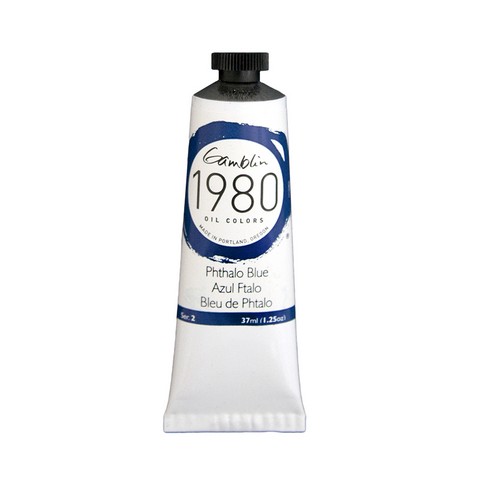 Gamblin
1980
OIL COLORS
MADE IN PORTLAND, OREGON
Phthalo Blue
Azul Ftalo
Bleu de Phtalo
Ser. 2 37ml (1.25oz)